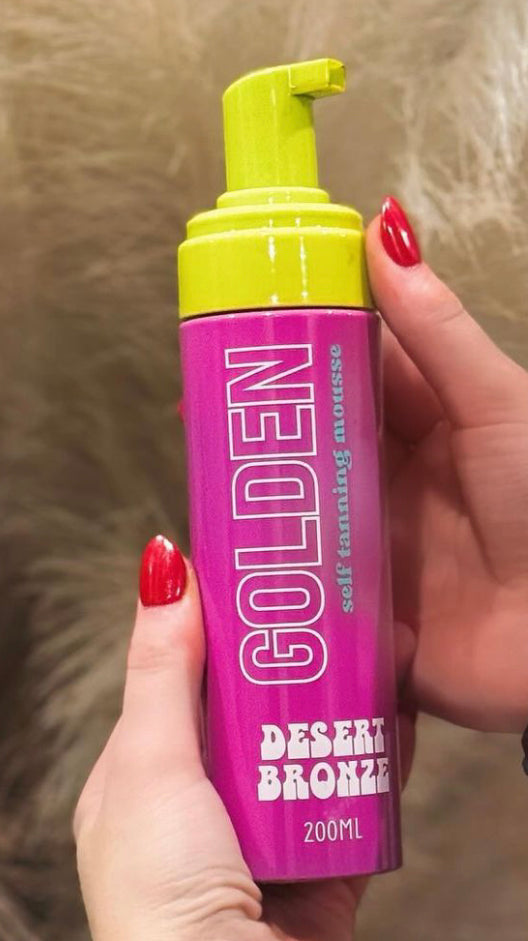 GOLDEN
self tanning mousse
DESERT
BRONZE
200ML